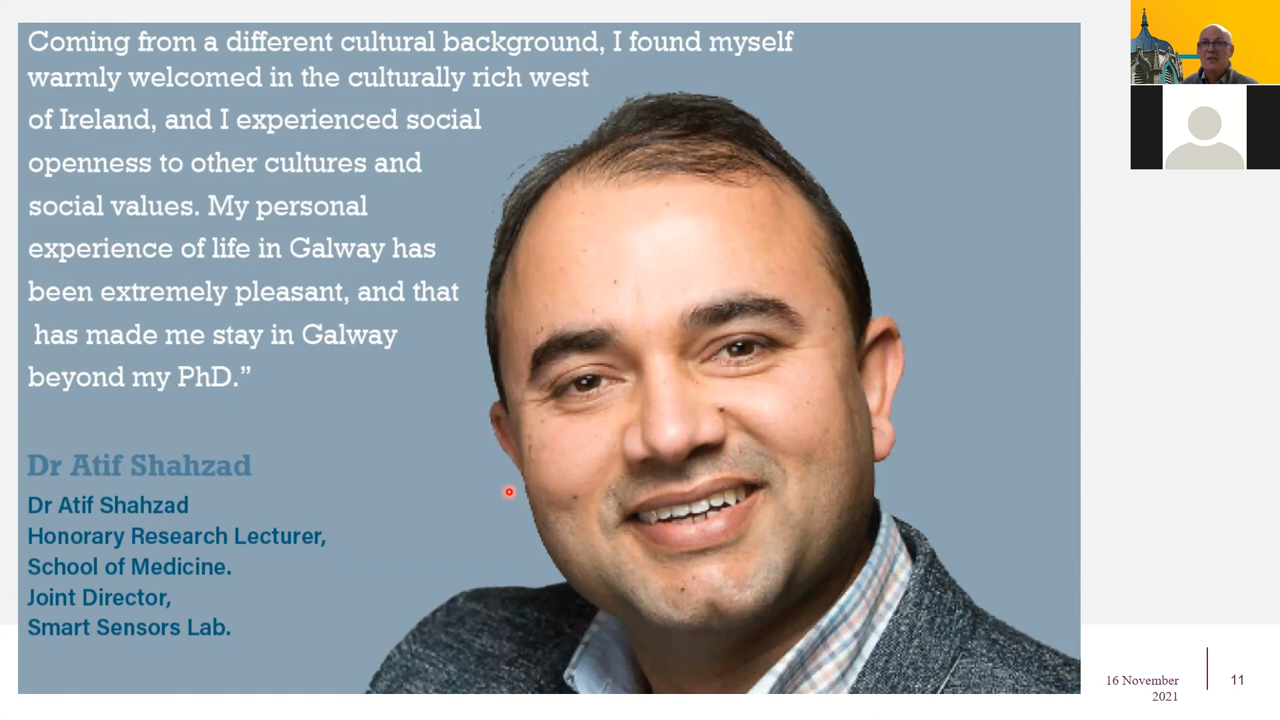 Coming from a different cultural background, I found myself
warmly welcomed in the culturally rich west
of Ireland, and I experienced social
openness to other cultures and
social values. My personal
experience of life in Galway has
been extremely pleasant, and that
has made me stay in Galway
beyond my PhD.”
Dr Atif Shahzad
Dr Atif Shahzad
Honorary Research Lecturer,
School of Medicine.
Joint Director,
Smart Sensors Lab.
16 November
2021
11